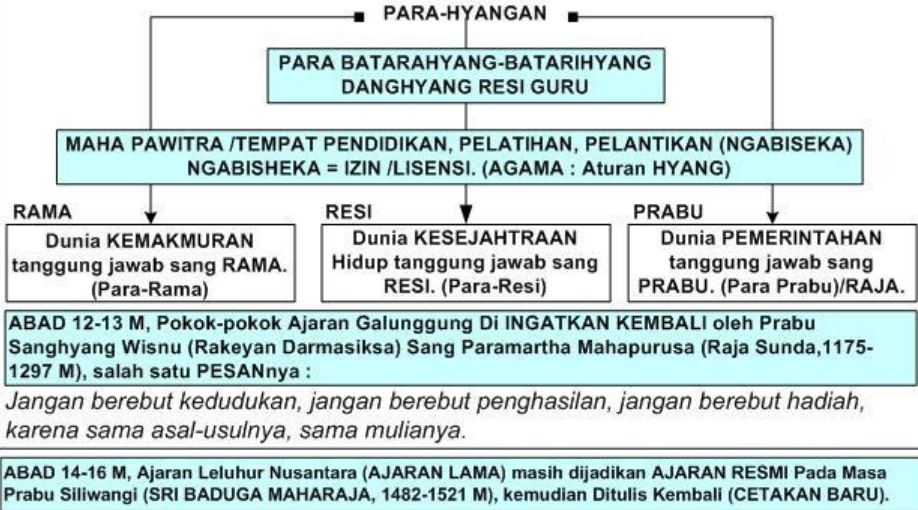 PARA-HYANGAN
PARA BATARAHYANG-BATARIHYANG
DANGHYANG RESI GURU
MAHA PAWITRA /TEMPAT PENDIDIKAN, PELATIHAN, PELANTIKAN (NGABISEKA)
NGABISHEKA = IZIN /LISENSI. (AGAMA : Aturan HYANG)
RAMA
Dunia KEMAKMURAN
tanggung jawab sang RAMA.
(Para-Rama)
RESI
Dunia KESEJAHTRAAN
Hidup tanggung jawab sang
RESI. (Para-Resi)
PRABU
Dunia PEMERINTAHAN
tanggung jawab sang
PRABU. (Para Prabu)/RAJA.
ABAD 12-13 M, Pokok-pokok Ajaran Galunggung Di INGATKAN KEMBALI oleh Prabu
Sanghyang Wisnu (Rakeyan Darmasiksa) Sang Paramartha Mahapurusa (Raja Sunda,1175-
1297 M), salah satu PESANnya :
Jangan berebut kedudukan, jangan berebut penghasilan, jangan berebut hadiah,
karena sama asal-usulnya, sama mulianya.
ABAD 14-16 M, Ajaran Leluhur Nusantara (AJARAN LAMA) masih dijadikan AJARAN RESMI Pada Masa
Prabu Siliwangi (SRI BADUGA MAHARAJA, 1482-1521 M), kemudian Ditulis Kembali (CETAKAN BARU).